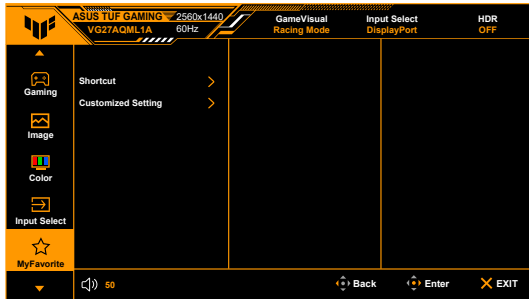 ASUS TUF GAMING
VG27AQML1A
2560x1440
60Hz
GameVisual
Racing Mode
Input Select
DisplayPort
HDR
OFF
Gaming
Image
Color
Input Select
MyFavorite
Shortcut
Customized Setting
50
Back
Enter
EXIT